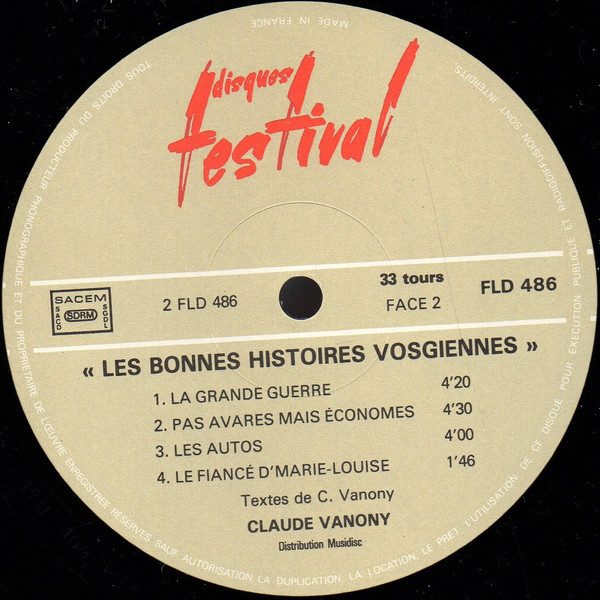 MADE IN FRANCE
disques
festival
SACEM
SACD
SDRM
SGDL
2 FLD 486
33 tours
FACE 2
FLD 486
« LES BONNES HISTOIRES VOSGIENNES »
1. LA GRANDE GUERRE 4'20
2. PAS AVARES MAIS ÉCONOMES 4'30
3. LES AUTOS 4'00
4. LE FIANCÉ D'MARIE-LOUISE 1'46
Textes de C. Vanony
CLAUDE VANONY
Distribution Musidisc
TOUS DROITS DU PRODUCTEUR PHONOGRAPHIQUE ET DU PROPRIETAIRE DE L'ŒUVRE ENREGISTREE RESERVES. SAUF AUTORISATION, LA DUPLICATION, LA LOCATION, LE PRET, L'UTILISATION DE CE DISQUE POUR EXECUTION PUBLIQUE ET RADIODIFFUSION SONT INTERDITS.